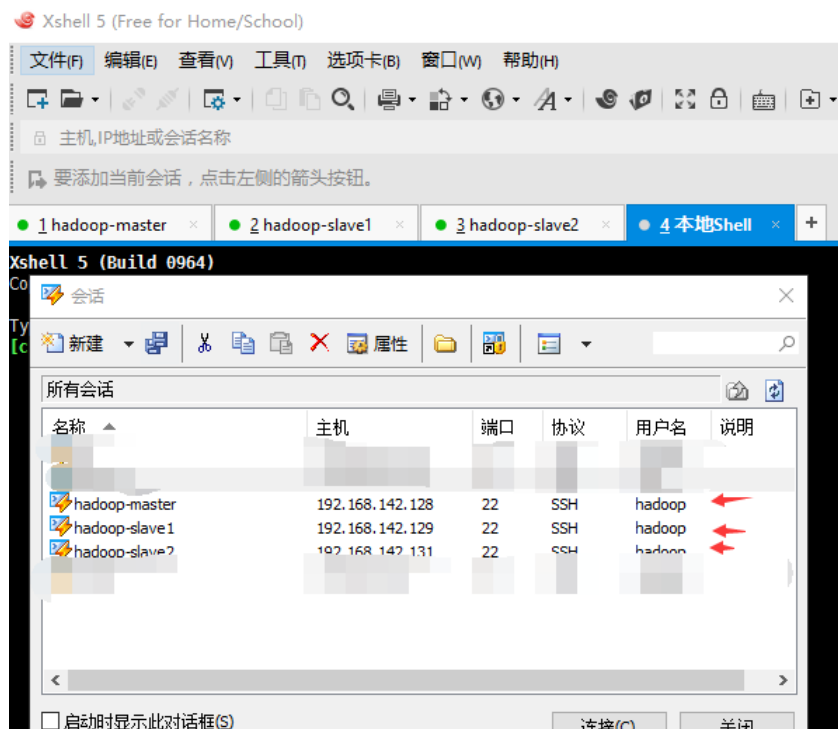 Xshell 5 (Free for Home/School)
文件(F) 编辑(E) 查看(V) 工具(T) 选项卡(B) 窗口(W) 帮助(H)
主机,IP地址或会话名称
要添加当前会话，点击左侧的箭头按钮。
1 hadoop-master × 2 hadoop-slave1 × 3 hadoop-slave2 × 4 本地Shell × +
Xshell 5 (Build 0964)
Co
会话
Ty
[c
新建 属性
所有会话
名称 主机 端口 协议 用户名 说明
hadoop-master 192.168.142.128 22 SSH hadoop
hadoop-slave1 192.168.142.129 22 SSH hadoop
hadoop-slave2 192.168.142.131 22 SSH hadoop
启动时显示此对话框(S) 连接(C) 关闭